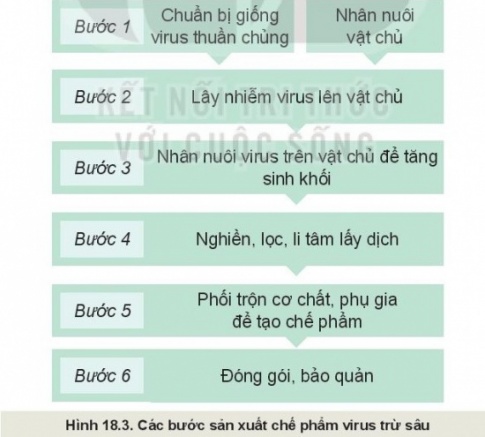 Bước 1
Chuẩn bị giống
virus thuần chủng
Nhân nuôi
vật chủ
Bước 2
Lây nhiễm virus lên vật chủ
KẾT NỐI TRI THỨC
VỚI CUỘC SỐNG
Bước 3
Nhân nuôi virus trên vật chủ để tăng
sinh khối
Bước 4
Nghiền, lọc, li tâm lấy dịch
Bước 5
Phối trộn cơ chất, phụ gia
để tạo chế phẩm
Bước 6
Đóng gói, bảo quản
Hình 18.3. Các bước sản xuất chế phẩm virus trừ sâu